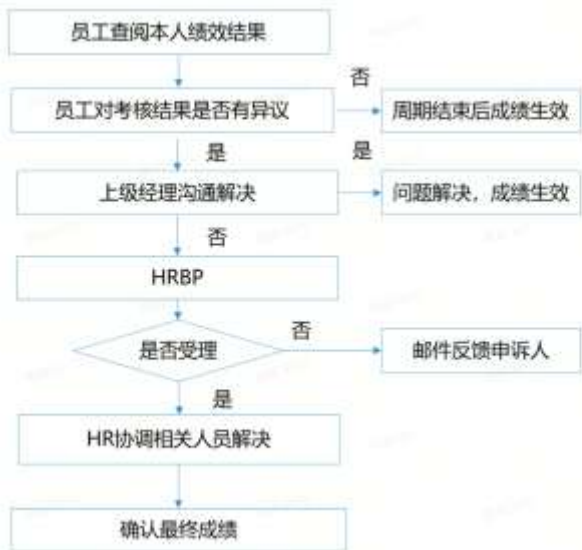 员工查阅本人绩效结果
否
员工对考核结果是否有异议
周期结束后成绩生效
是
是
上级经理沟通解决
问题解决，成绩生效
否
HRBP
否
是否受理
邮件反馈申诉人
是
HR协调相关人员解决
确认最终成绩